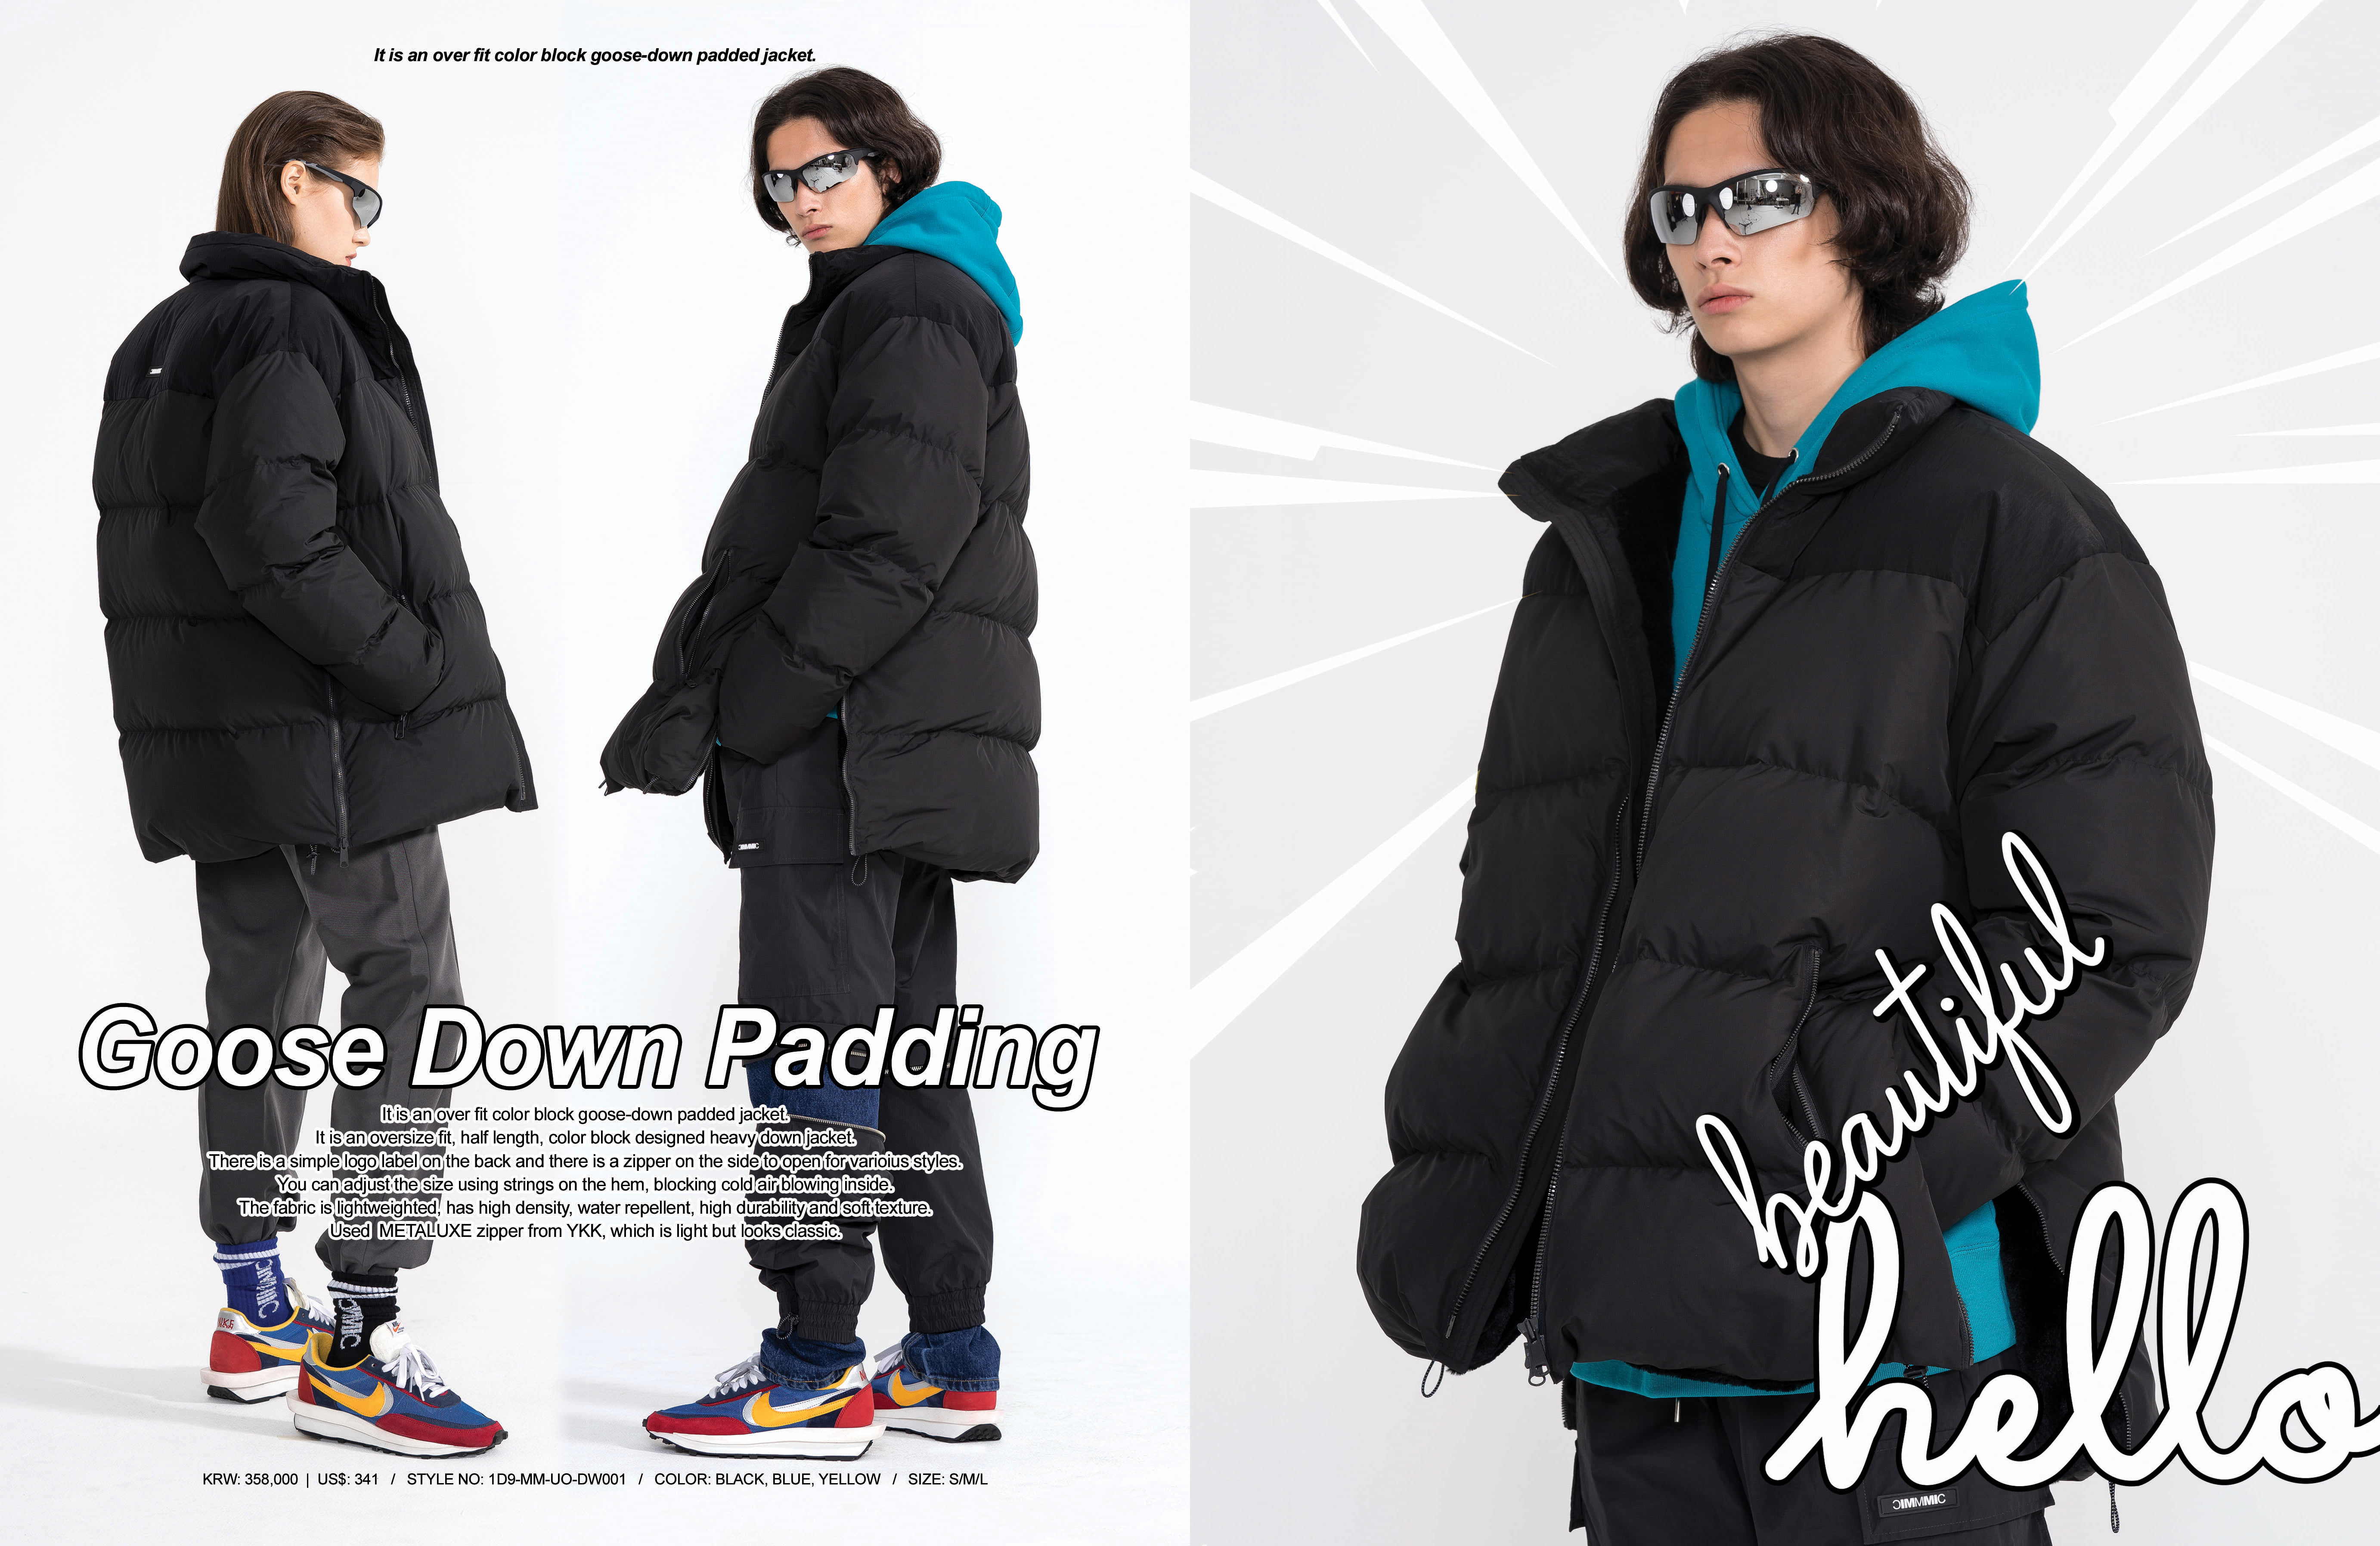 It is an over fit color block goose-down padded jacket.
Goose Down Padding
It is an over fit color block goose-down padded jacket.
It is an oversize fit, half length, color block designed heavy down jacket.
There is a simple logo label on the back and there is a zipper on the side to open for varioius styles.
You can adjust the size using strings on the hem, blocking cold air blowing inside.
The fabric is lightweighted, has high density, water repellent, high durability and soft texture.
Used METALUXE zipper from YKK, which is light but looks classic.
NIKE
KRW: 358,000 | US$: 341 / STYLE NO: 1D9-MM-UO-DW001 / COLOR: BLACK, BLUE, YELLOW / SIZE: S/M/L
beautiful
hello